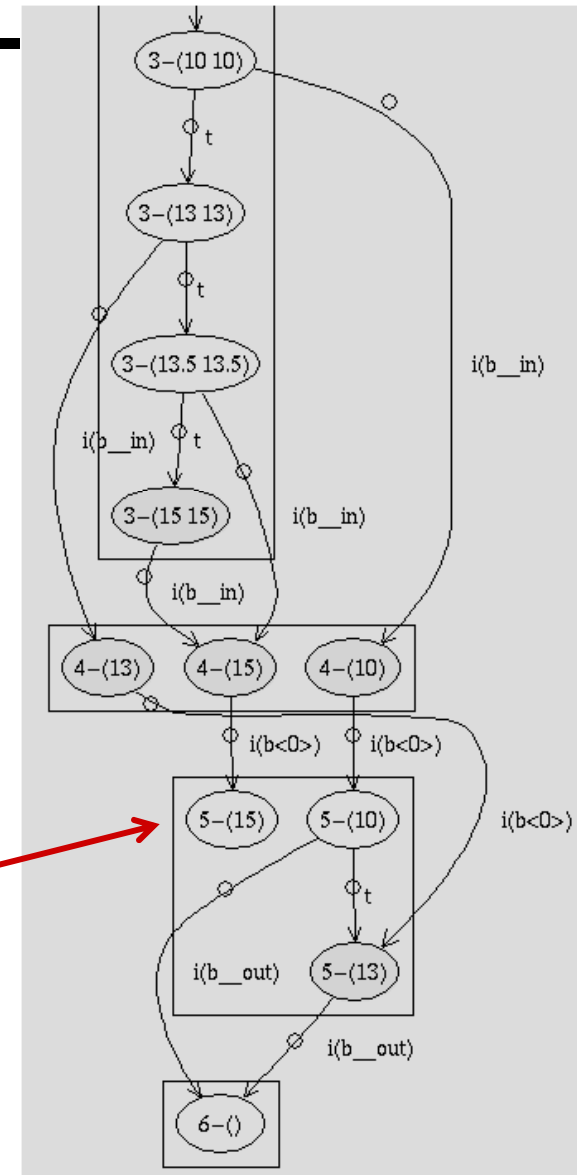 3–(10 10)
t
3–(13 13)
t
3–(13.5 13.5)
i(b__in)
i(b__in)
t
3–(15 15)
i(b__in)
i(b__in)
4–(13)
4–(15)
4–(10)
i(b<0>)
i(b<0>)
5–(15)
5–(10)
i(b<0>)
t
i(b__out)
5–(13)
i(b__out)
6–()